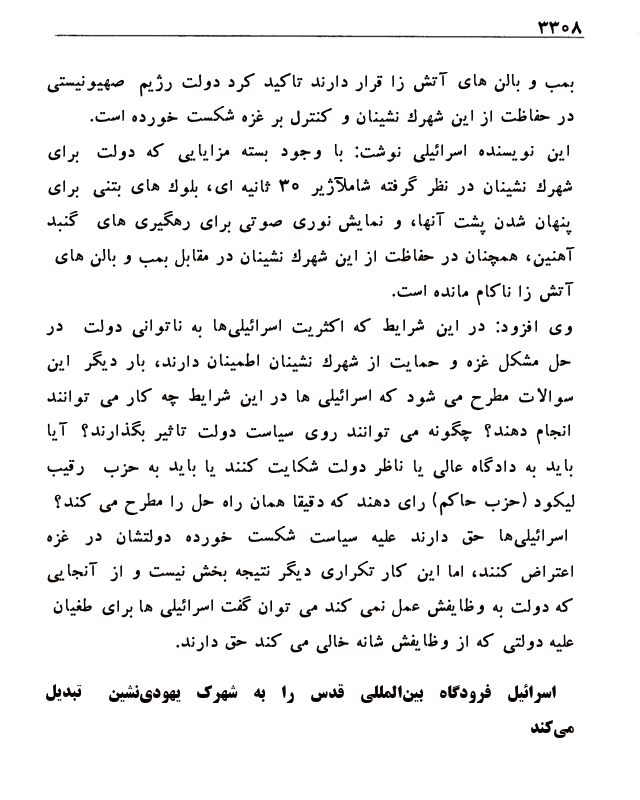 ۳۳۰۸
بمب و بالن های آتش زا قرار دارند تاکید کرد دولت رژیم صهیونیستی
در حفاظت از این شهرك نشینان و کنترل بر غزه شکست خورده است.
این نویسنده اسرائیلی نوشت: با وجود بسته مزایایی که دولت برای
شهرك نشینان در نظر گرفته شاملآژیر ۳۰ ثانیه ای، بلوك های بتنی برای
پنهان شدن پشت آنها، و نمایش نوری صوتی برای رهگیری های گنبد
آهنین، همچنان در حفاظت از این شهرك نشینان در مقابل بمب و بالن های
آتش زا ناکام مانده است.
وی افزود: در این شرایط که اکثریت اسرائیلی‌ها به ناتوانی دولت در
حل مشکل غزه و حمایت از شهرك نشینان اطمینان دارند، بار دیگر این
سوالات مطرح می شود که اسرائیلی ها در این شرایط چه کار می توانند
انجام دهند؟ چگونه می توانند روی سیاست دولت تاثیر بگذارند؟ آیا
باید به دادگاه عالی یا ناظر دولت شکایت کنند یا باید به حزب رقیب
لیکود (حزب حاکم) رای دهند که دقیقا همان راه حل را مطرح می کند؟
اسرائیلی‌ها حق دارند علیه سیاست شکست خورده دولتشان در غزه
اعتراض کنند، اما این کار تکراری دیگر نتیجه بخش نیست و از آنجایی
که دولت به وظایفش عمل نمی کند می توان گفت اسرائیلی ها برای طغیان
علیه دولتی که از وظایفش شانه خالی می کند حق دارند.
اسرائیل فرودگاه بین‌المللی قدس را به شهرک یهودی‌نشین تبدیل
می‌کند